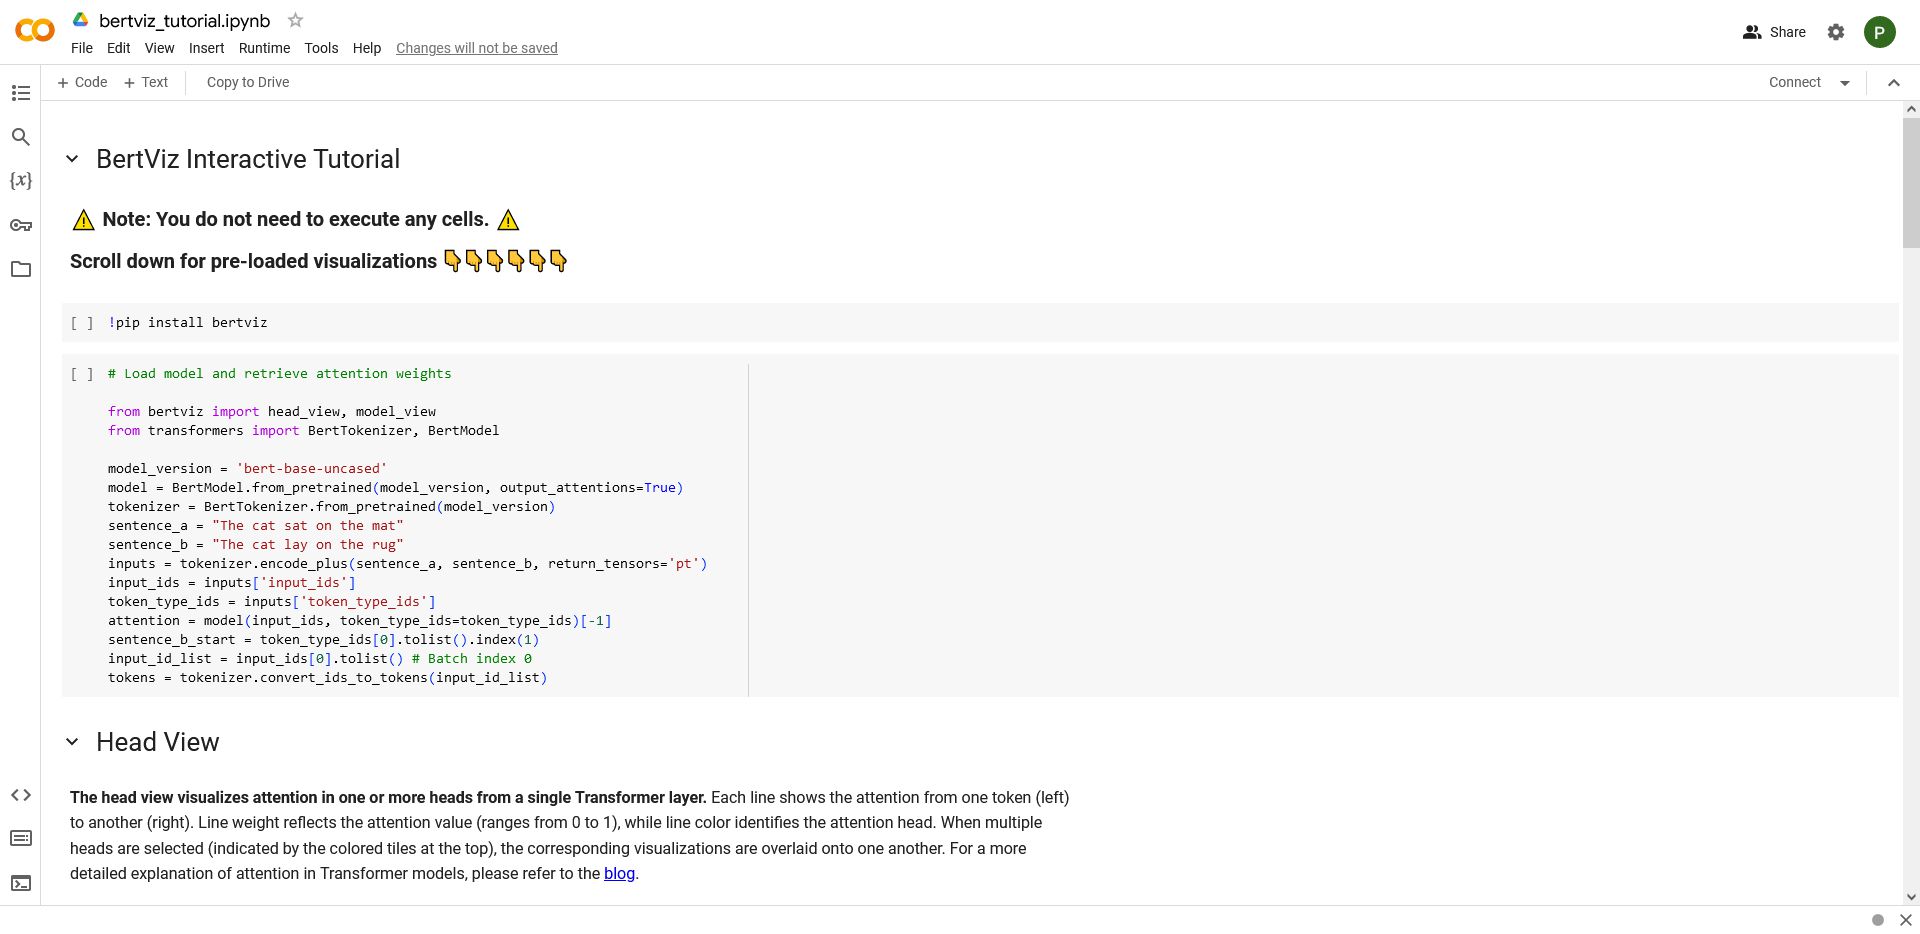 bertviz_tutorial.ipynb
File Edit View Insert Runtime Tools Help Changes will not be saved
Share
P
+ Code + Text Copy to Drive
Connect
BertViz Interactive Tutorial
⚠️ Note: You do not need to execute any cells. ⚠️
Scroll down for pre-loaded visualizations 👇👇👇👇👇👇
[ ] !pip install bertviz
[ ] # Load model and retrieve attention weights
from bertviz import head_view, model_view
from transformers import BertTokenizer, BertModel
model_version = 'bert-base-uncased'
model = BertModel.from_pretrained(model_version, output_attentions=True)
tokenizer = BertTokenizer.from_pretrained(model_version)
sentence_a = "The cat sat on the mat"
sentence_b = "The cat lay on the rug"
inputs = tokenizer.encode_plus(sentence_a, sentence_b, return_tensors='pt')
input_ids = inputs['input_ids']
token_type_ids = inputs['token_type_ids']
attention = model(input_ids, token_type_ids=token_type_ids)[-1]
sentence_b_start = token_type_ids[0].tolist().index(1)
input_id_list = input_ids[0].tolist() # Batch index 0
tokens = tokenizer.convert_ids_to_tokens(input_id_list)
Head View
The head view visualizes attention in one or more heads from a single Transformer layer. Each line shows the attention from one token (left)
to another (right). Line weight reflects the attention value (ranges from 0 to 1), while line color identifies the attention head. When multiple
heads are selected (indicated by the colored tiles at the top), the corresponding visualizations are overlaid onto one another. For a more
detailed explanation of attention in Transformer models, please refer to the blog.